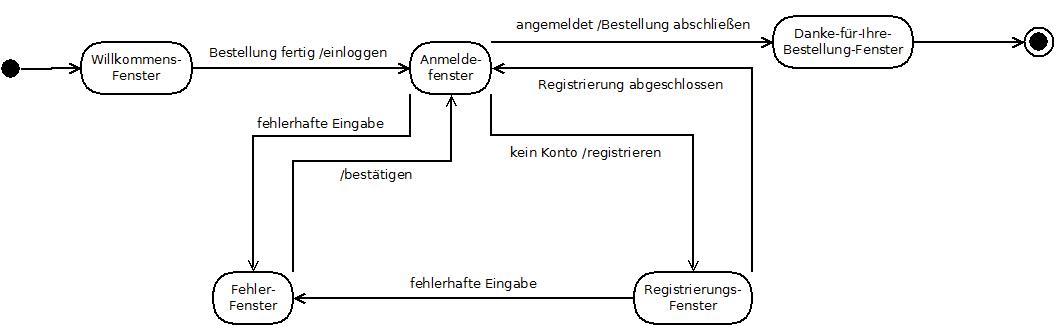 angemeldet /Bestellung abschließen
Danke-für-Ihre-
Bestellung-Fenster
Willkommens-
Fenster
Bestellung fertig /einloggen
Anmelde-
fenster
Registrierung abgeschlossen
fehlerhafte Eingabe
kein Konto /registrieren
/bestätigen
fehlerhafte Eingabe
Fehler-
Fenster
Registrierungs-
Fenster